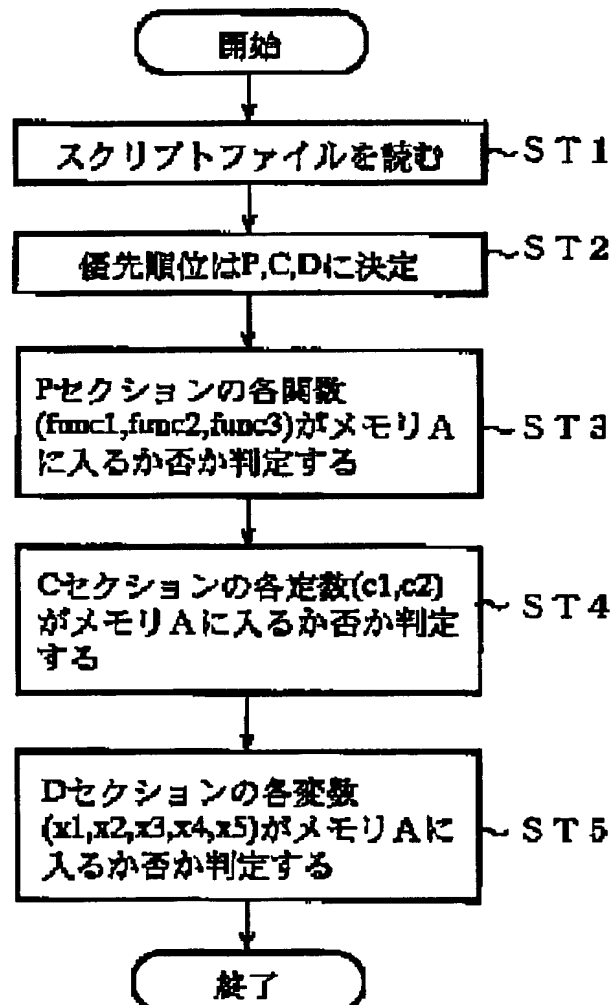 開始
スクリプトファイルを読む
~ST1
優先順位はP,C,Dに決定
~ST2
Pセクションの各関数
(func1,func2,func3)がメモリA
に入るか否か判定する
~ST3
Cセクションの各定数(c1,c2)
がメモリAに入るか否か判定
する
~ST4
Dセクションの各変数
(x1,x2,x3,x4,x5)がメモリAに
入るか否か判定する
~ST5
終了